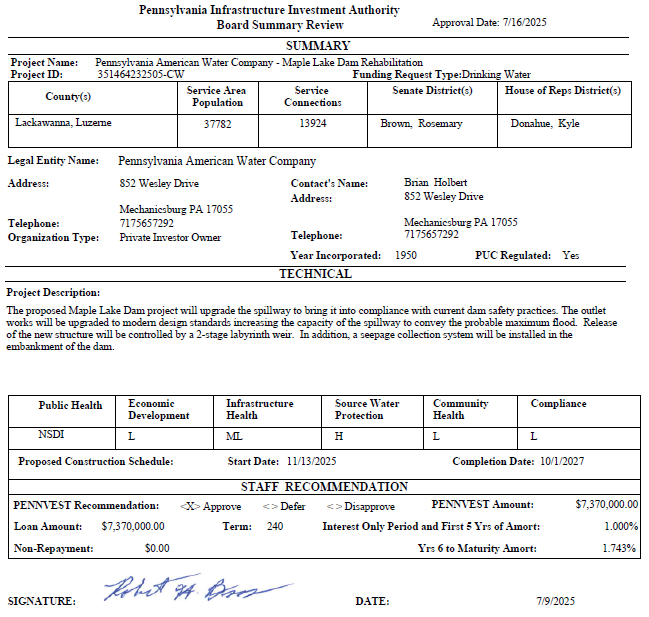 Pennsylvania Infrastructure Investment Authority
Board Summary Review
Approval Date: 7/16/2025
SUMMARY
Project Name: Pennsylvania American Water Company - Maple Lake Dam Rehabilitation
Project ID: 351464232505-CW Funding Request Type:Drinking Water
County(s) Service Area Population Service Connections Senate District(s) House of Reps District(s)
Lackawanna, Luzerne 37782 13924 Brown, Rosemary Donahue, Kyle
Legal Entity Name: Pennsylvania American Water Company
Address: 852 Wesley Drive Contact's Name: Brian Holbert
Address: 852 Wesley Drive
Mechanicsburg PA 17055 Mechanicsburg PA 17055
Telephone: 7175657292 Telephone: 7175657292
Organization Type: Private Investor Owner
Year Incorporated: 1950 PUC Regulated: Yes
TECHNICAL
Project Description:
The proposed Maple Lake Dam project will upgrade the spillway to bring it into compliance with current dam safety practices. The outlet
works will be upgraded to modern design standards increasing the capacity of the spillway to convey the probable maximum flood. Release
of the new structure will be controlled by a 2-stage labyrinth weir. In addition, a seepage collection system will be installed in the
embankment of the dam.
Public Health Economic Development Infrastructure Health Source Water Protection Community Health Compliance
NSDI L ML H L L
Proposed Construction Schedule: Start Date: 11/13/2025 Completion Date: 10/1/2027
STAFF RECOMMENDATION
PENNVEST Recommendation: <X> Approve <> Defer <> Disapprove PENNVEST Amount: $7,370,000.00
Loan Amount: $7,370,000.00 Term: 240 Interest Only Period and First 5 Yrs of Amort: 1.000%
Non-Repayment: $0.00 Yrs 6 to Maturity Amort: 1.743%
SIGNATURE: DATE: 7/9/2025